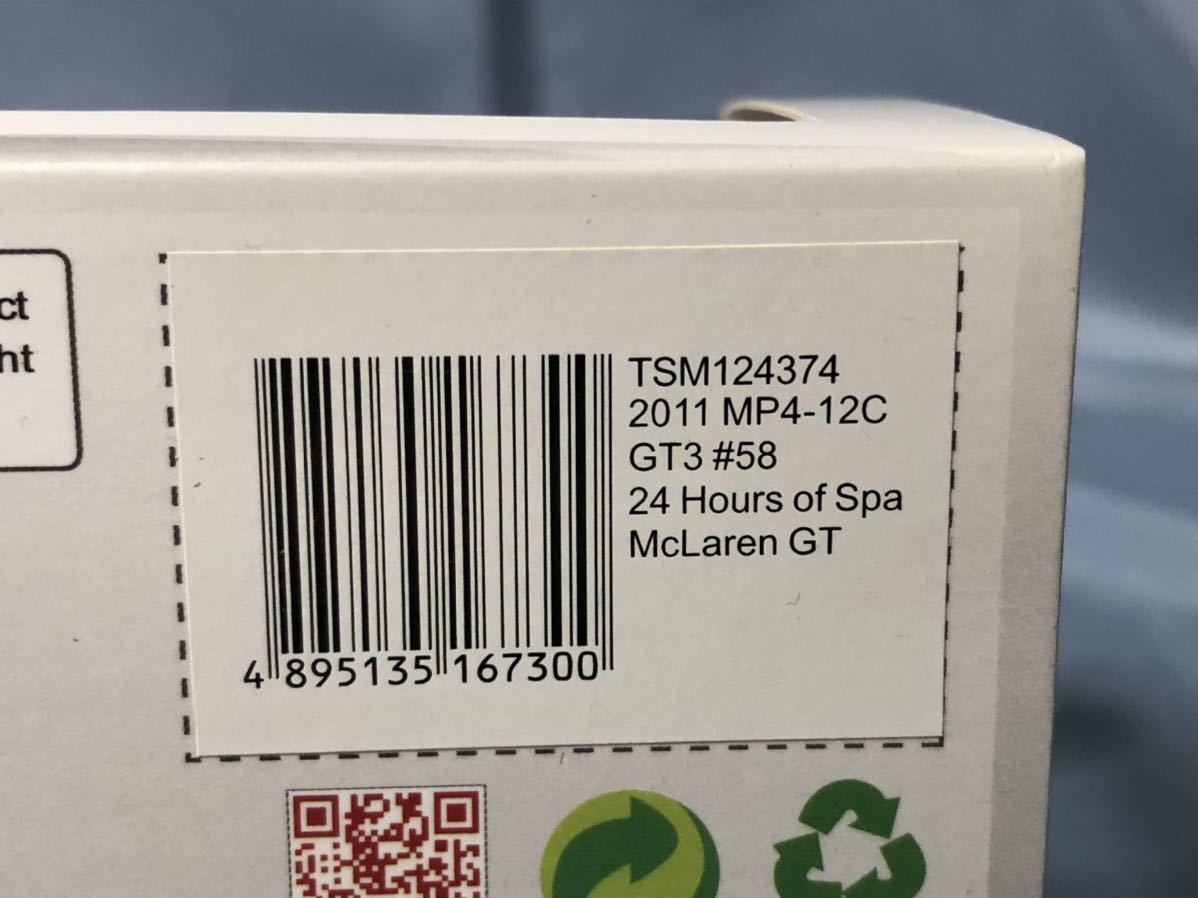 ct
ht
TSM124374
2011 MP4-12C
GT3 #58
24 Hours of Spa
McLaren GT
4 895135 167300